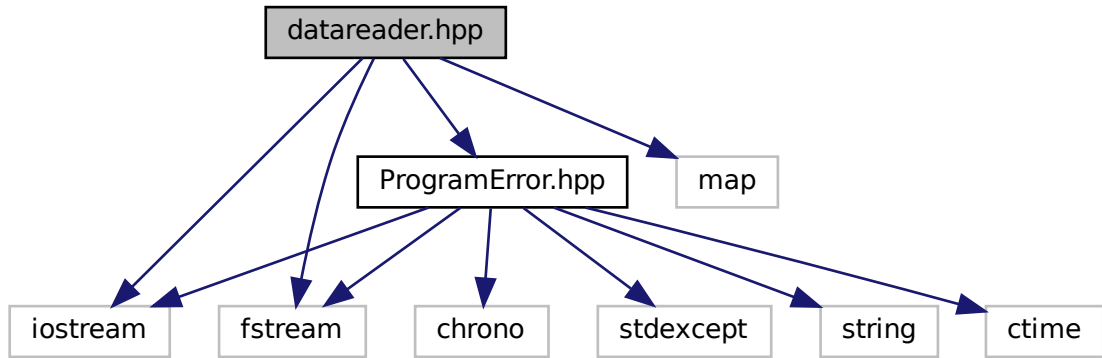 datareader.hpp
ProgramError.hpp
map
iostream
fstream
chrono
stdexcept
string
ctime